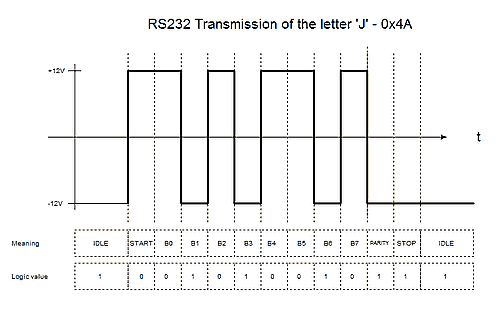 RS232 Transmission of the letter 'J' - 0x4A
+12V
t
-12V
Meaning IDLE START B0 B1 B2 B3 B4 B5 B6 B7 PARITY STOP IDLE
Logic value 1 0 0 1 0 1 0 0 1 0 1 1 1